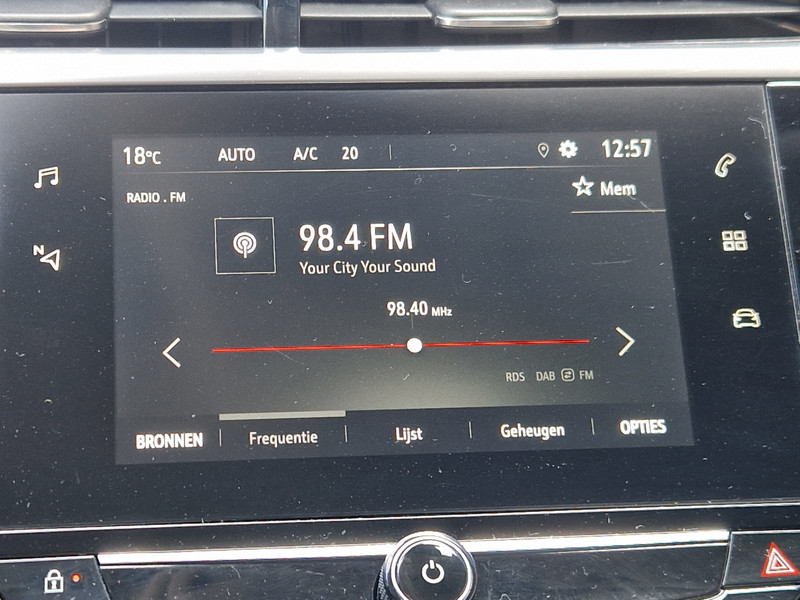 18°C AUTO A/C 20 12:57
RADIO . FM
Mem
98.4 FM
Your City Your Sound
98.40 MHz
RDS DAB FM
BRONNEN Frequentie Lijst Geheugen OPTIES
N